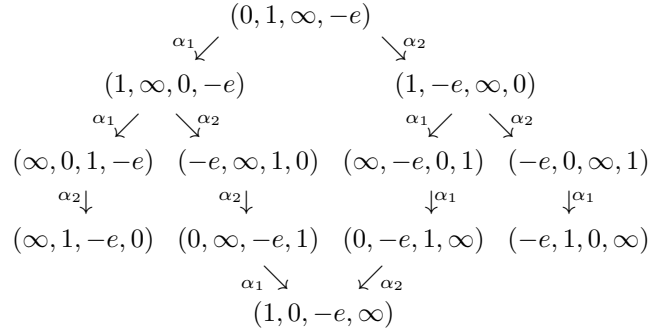 (0, 1, ∞, −e)
α₁ α₂
(1, ∞, 0, −e) (1, −e, ∞, 0)
α₁ α₂ α₁ α₂
(∞, 0, 1, −e) (−e, ∞, 1, 0) (∞, −e, 0, 1) (−e, 0, ∞, 1)
α₂ α₂ α₁ α₁
(∞, 1, −e, 0) (0, ∞, −e, 1) (0, −e, 1, ∞) (−e, 1, 0, ∞)
α₁ α₂
(1, 0, −e, ∞)